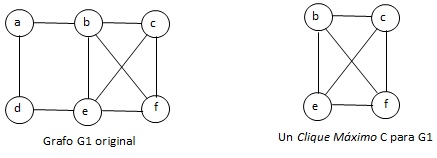 a b c b c
d e f e f
Grafo G1 original
Un Clique Máximo C para G1